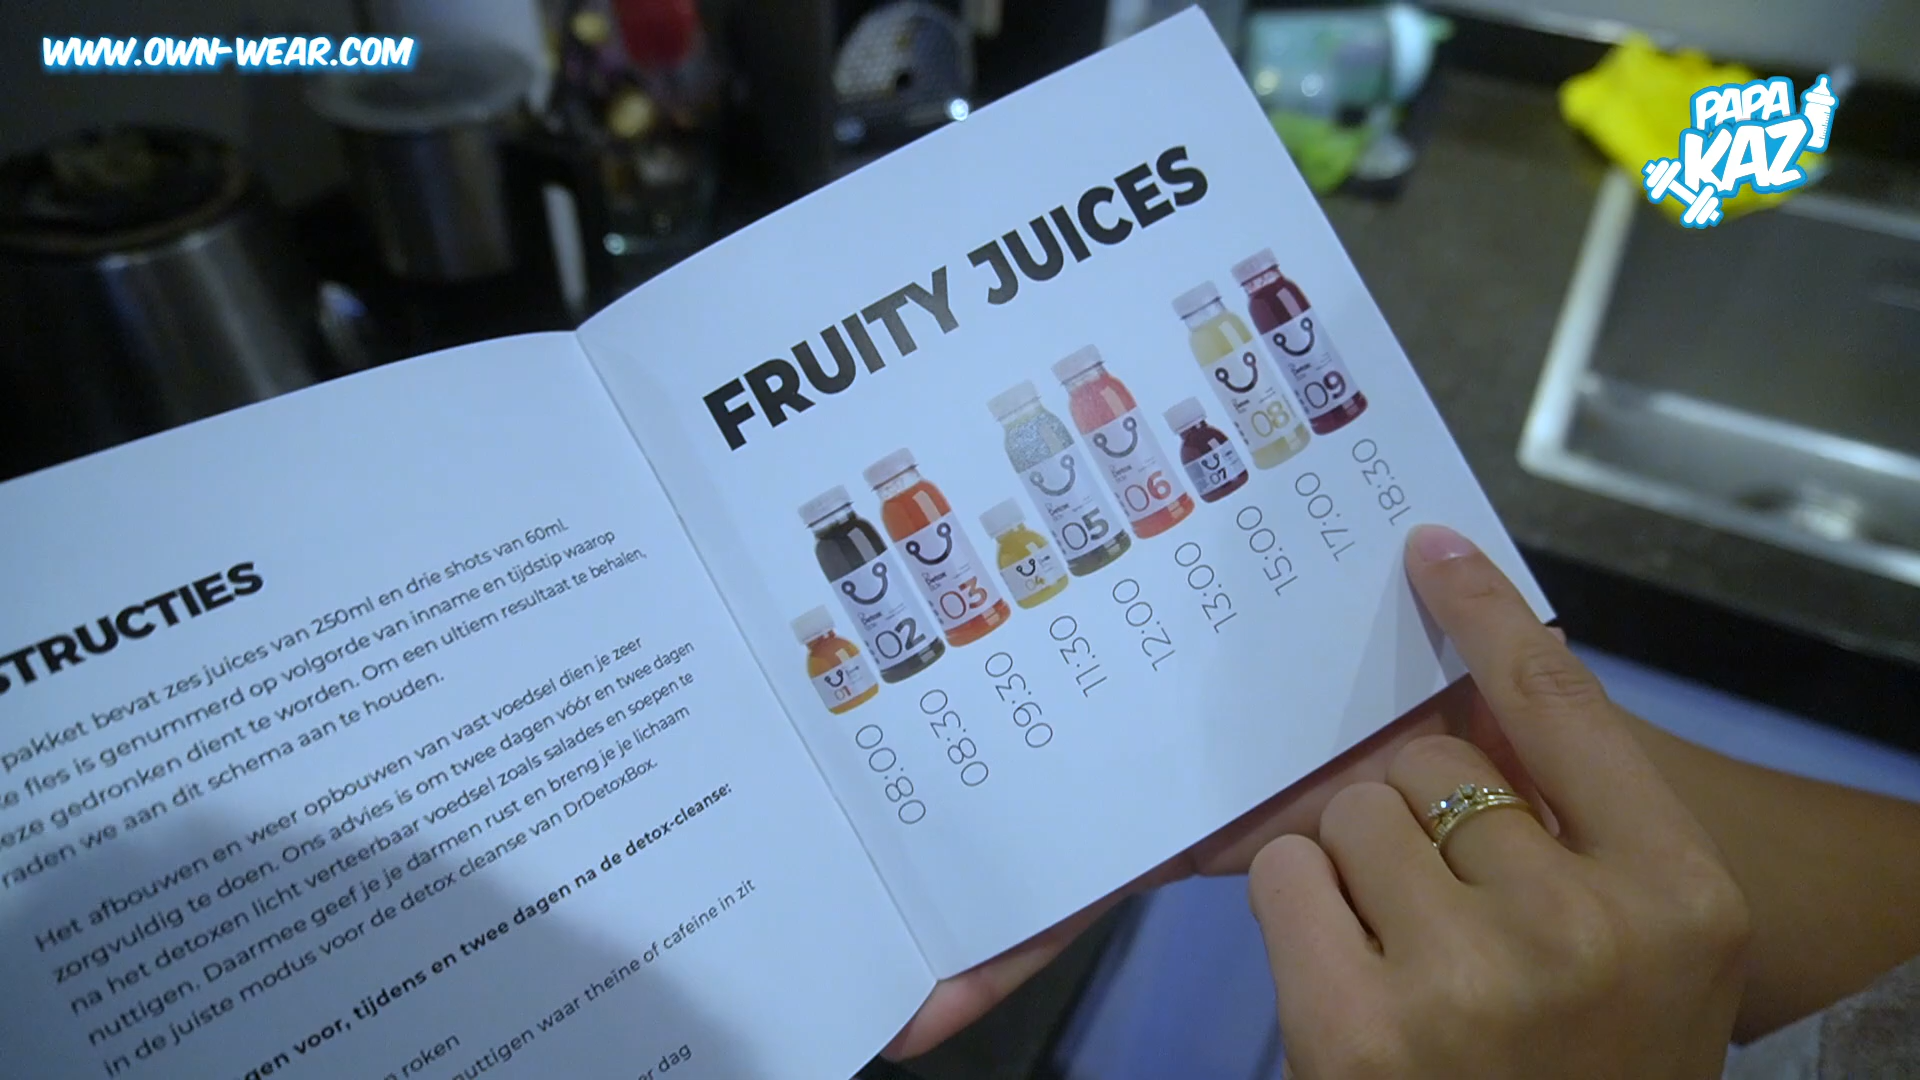 WWW.OWN-WEAR.COM
PAPA
KAZ
STRUCTIES
pakket bevat zes juices van 250ml en drie shots van 60ml.
fles is genummerd op volgorde van inname en tijdstip waarop
eze gedronken dient te worden. Om een ultiem resultaat te behalen,
raden we aan dit schema aan te houden.
Het afbouwen en weer opbouwen van vast voedsel dien je zeer
zorgvuldig te doen. Ons advies is om twee dagen vóór en twee dagen
na het detoxen licht verteerbaar voedsel zoals salades en soepen te
nuttigen. Daarmee geef je je darmen rust en breng je je lichaam
in de juiste modus voor de detox cleanse van DrDetoxBox.
gen voor, tijdens en twee dagen na de detox-cleanse:
roken
nuttigen waar theïne of cafeïne in zit
er dag
FRUITY JUICES
01
02
03
04
05
06
07
08
09
08:00
08:30
09:30
11:30
12:00
13:00
15:00
17:00
18:30